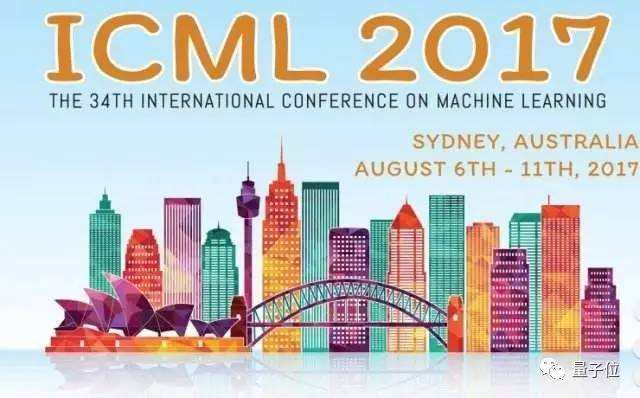 ICML 2017
THE 34TH INTERNATIONAL CONFERENCE ON MACHINE LEARNING
SYDNEY, AUSTRALIA
AUGUST 6TH - 11TH, 2017
量子位